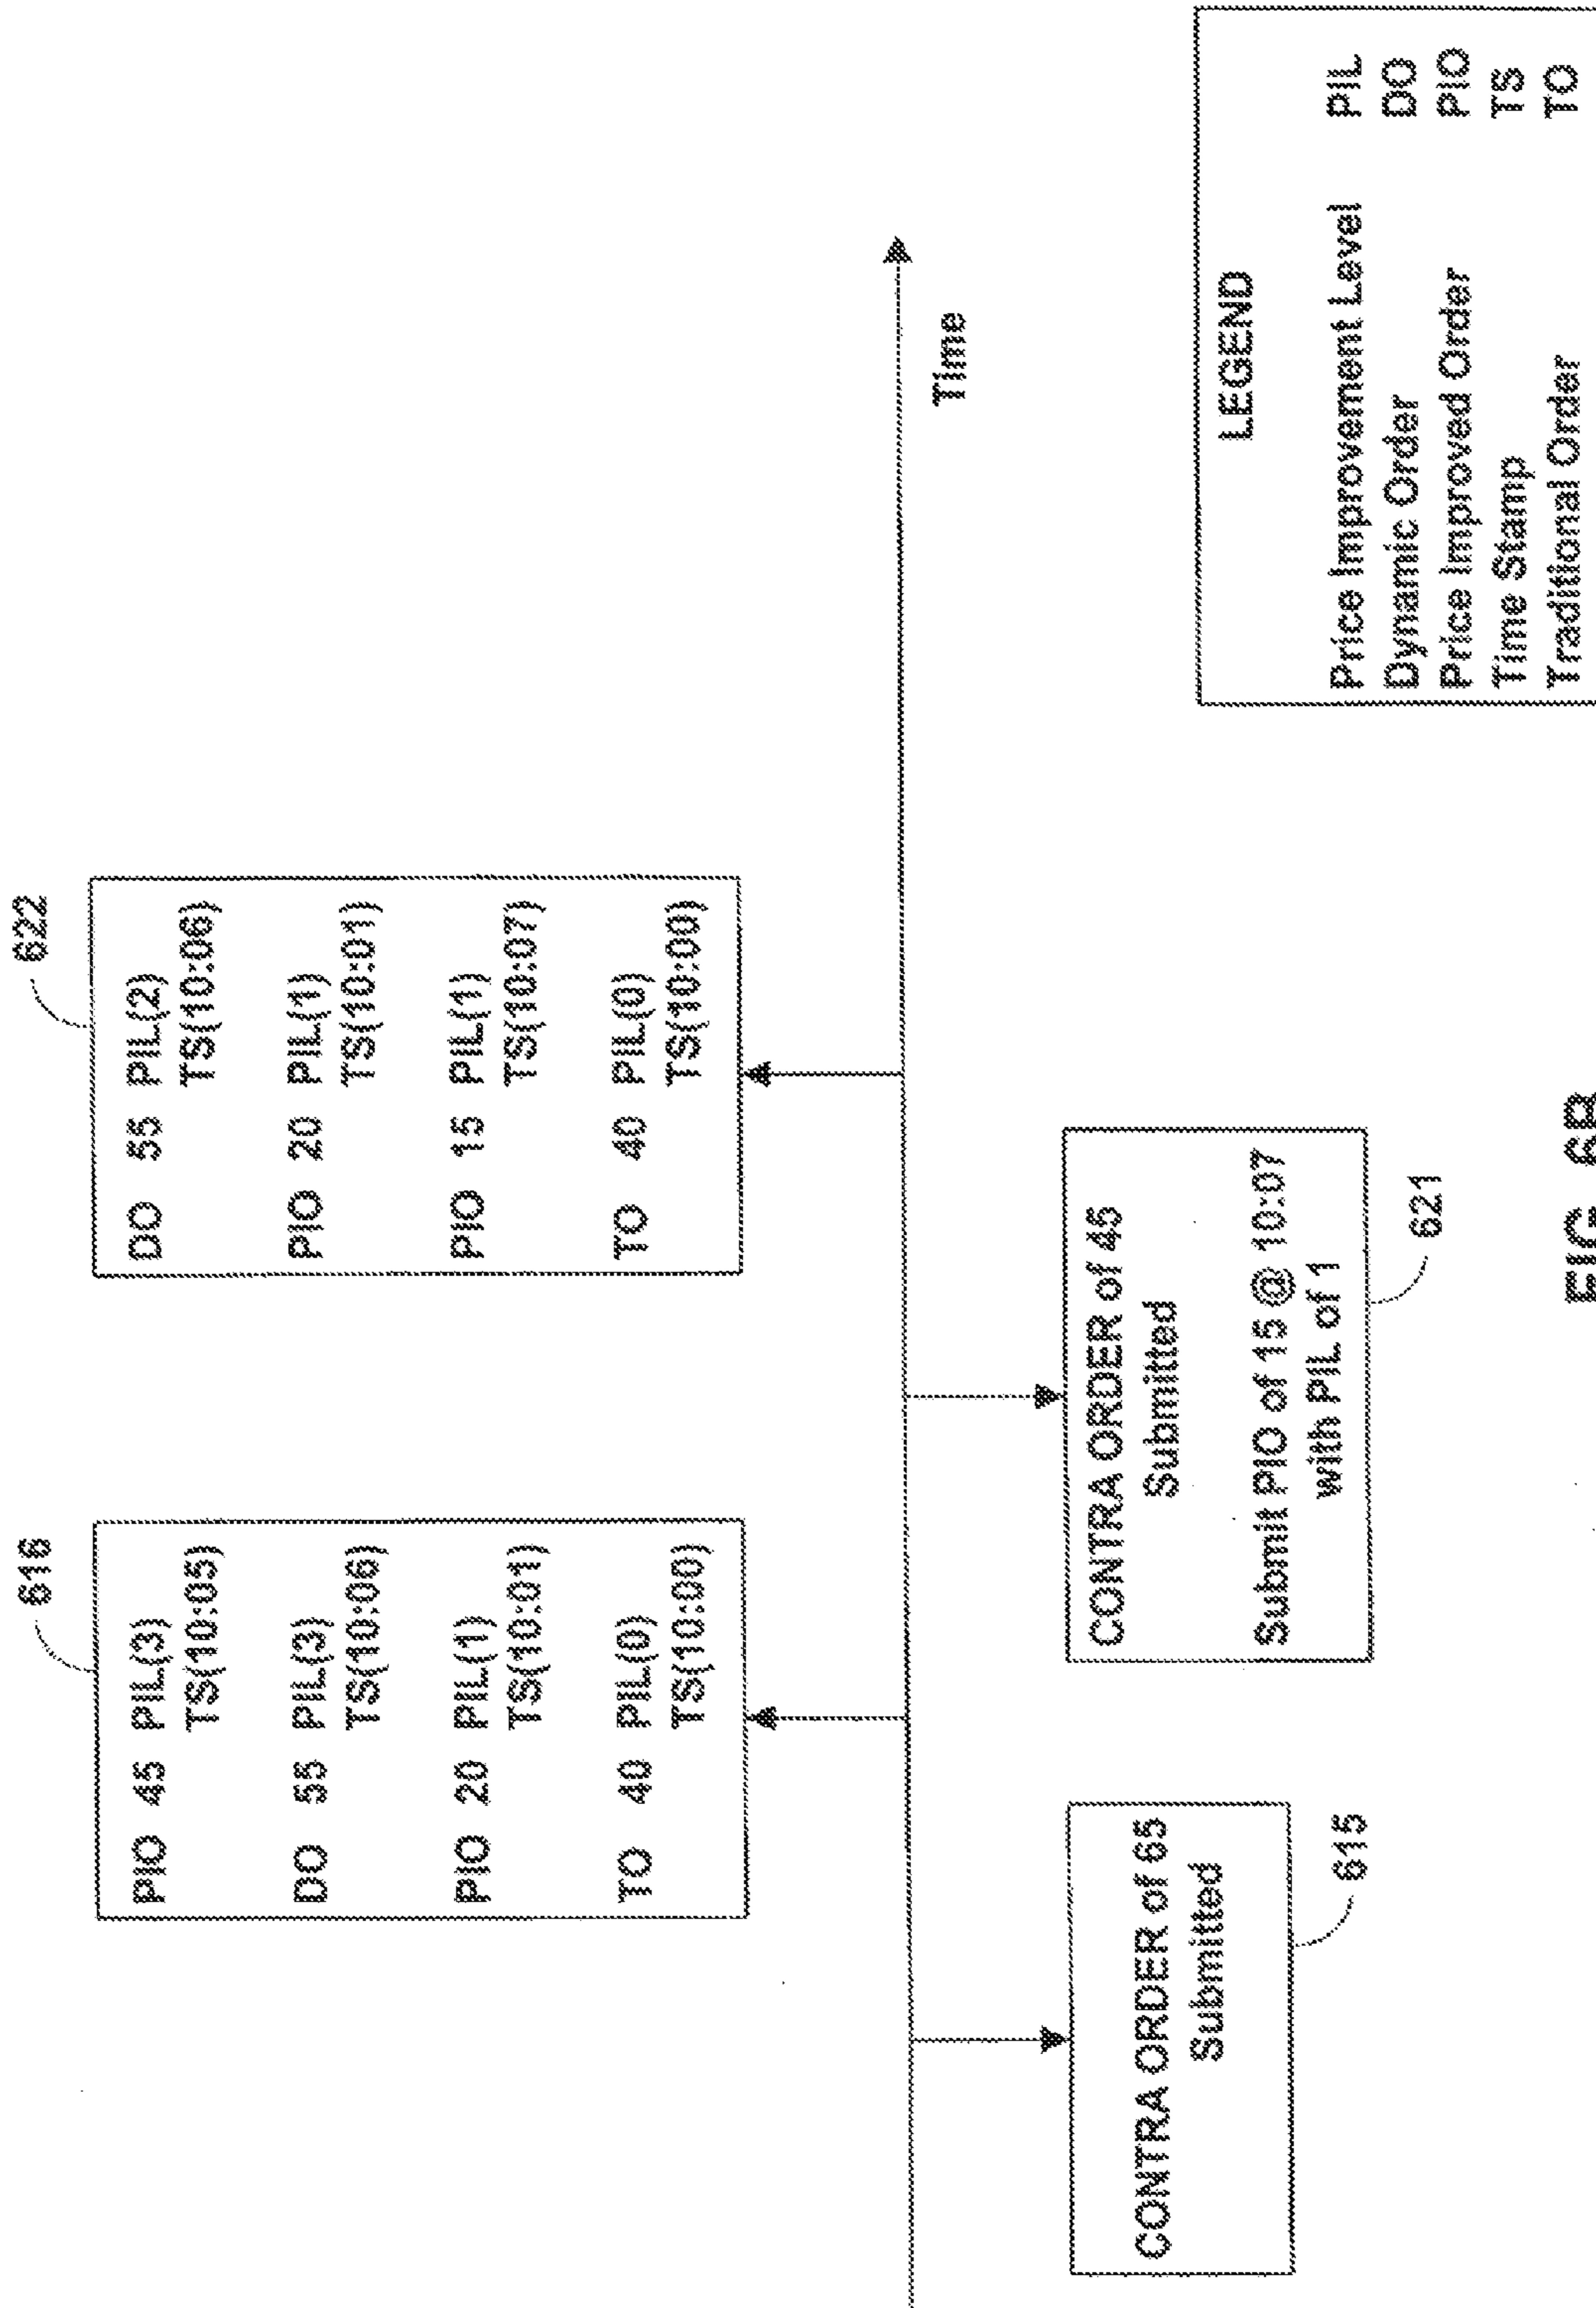 616
PIO 45 PIL(3)
TS(10:05)
DO 55 PIL(3)
TS(10:06)
PIO 20 PIL(1)
TS(10:01)
TO 40 PIL(0)
TS(10:00)
622
DO 55 PIL(2)
TS(10:06)
PIO 20 PIL(1)
TS(10:01)
PIO 15 PIL(1)
TS(10:07)
TO 40 PIL(0)
TS(10:00)
Time
CONTRA ORDER of 65
Submitted
615
CONTRA ORDER of 45
Submitted
Submit PIO of 15 @ 10:07
with PIL of 1
621
LEGEND
Price Improvement Level PIL
Dynamic Order DO
Price Improved Order PIO
Time Stamp TS
Traditional Order TO
FIG. 6B